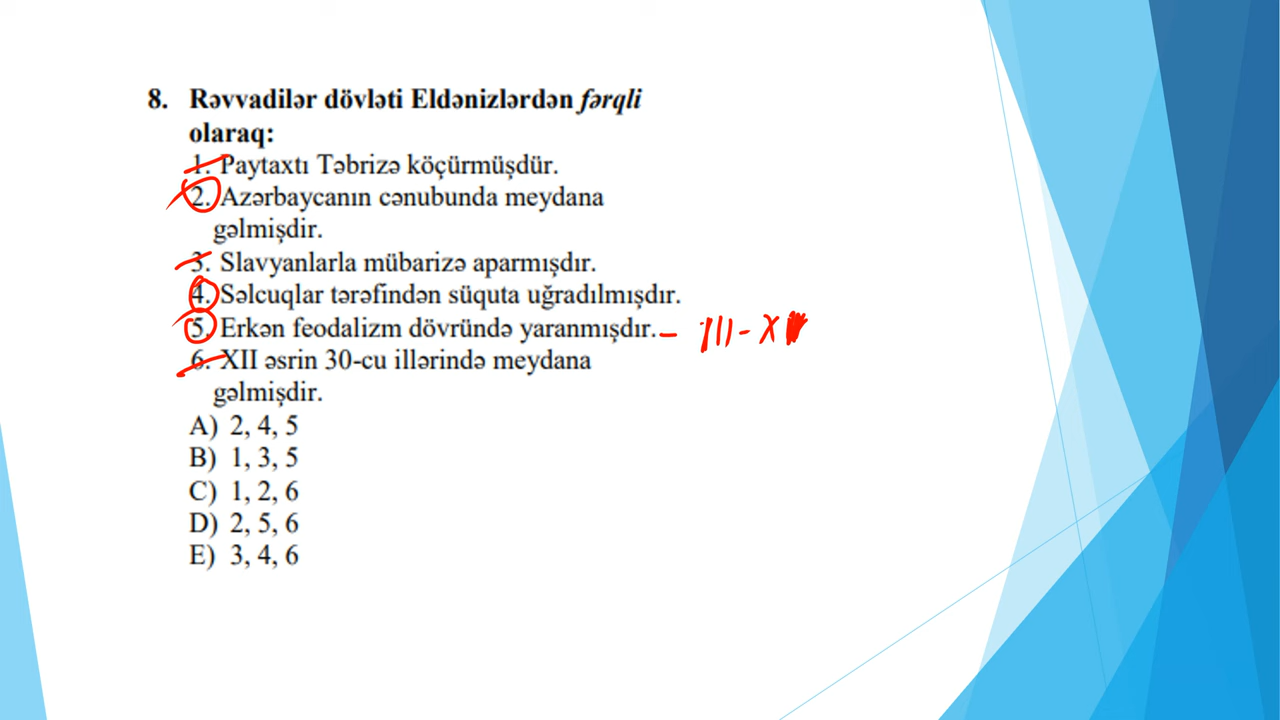 8. Rəvvadilər dövləti Eldənizlərdən fərqli
olaraq:
1. Paytaxtı Təbrizə köçürmüşdür.
2. Azərbaycanın cənubunda meydana
gəlmişdir.
3. Slavyanlarla mübarizə aparmışdır.
4. Səlcuqlar tərəfindən süquta uğradılmışdır.
5. Erkən feodalizm dövründə yaranmışdır. - III - X
6. XII əsrin 30-cu illərində meydana
gəlmişdir.
A) 2, 4, 5
B) 1, 3, 5
C) 1, 2, 6
D) 2, 5, 6
E) 3, 4, 6